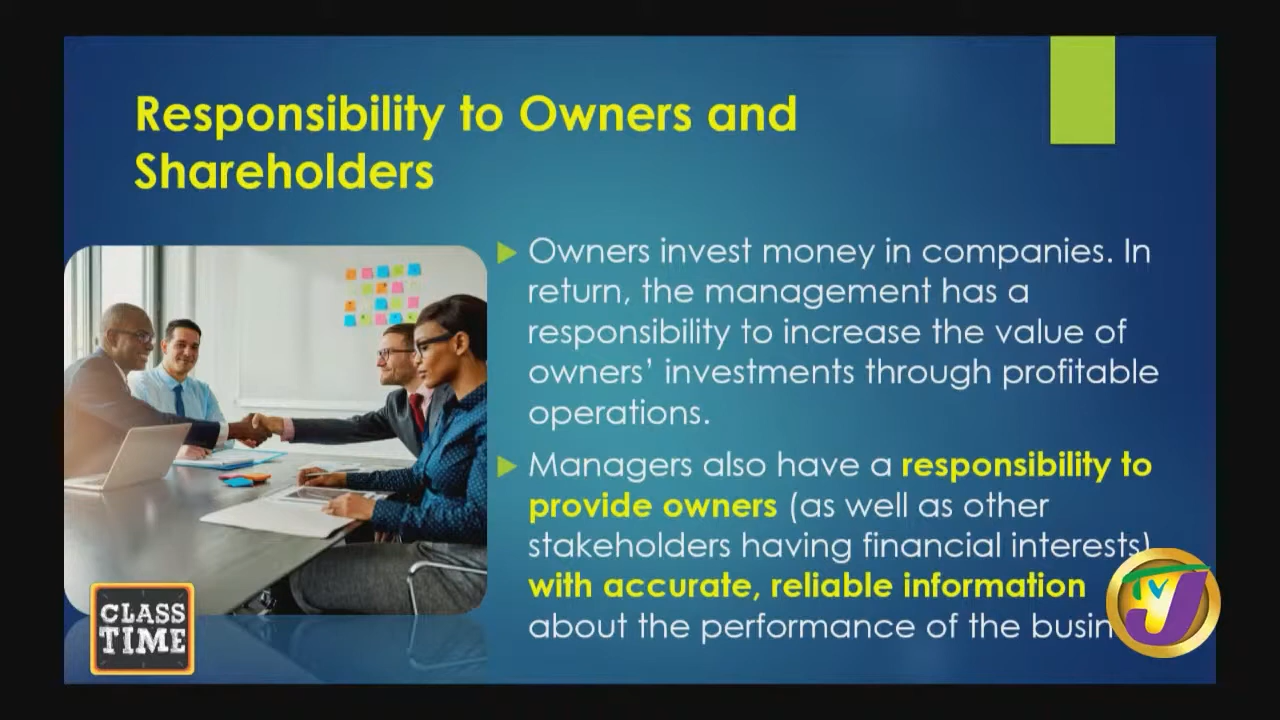 Responsibility to Owners and
Shareholders
Owners invest money in companies. In
return, the management has a
responsibility to increase the value of
owners' investments through profitable
operations.
Managers also have a responsibility to
provide owners (as well as other
stakeholders having financial interests)
with accurate, reliable information
about the performance of the busin
CLASS
TIME
TVJ